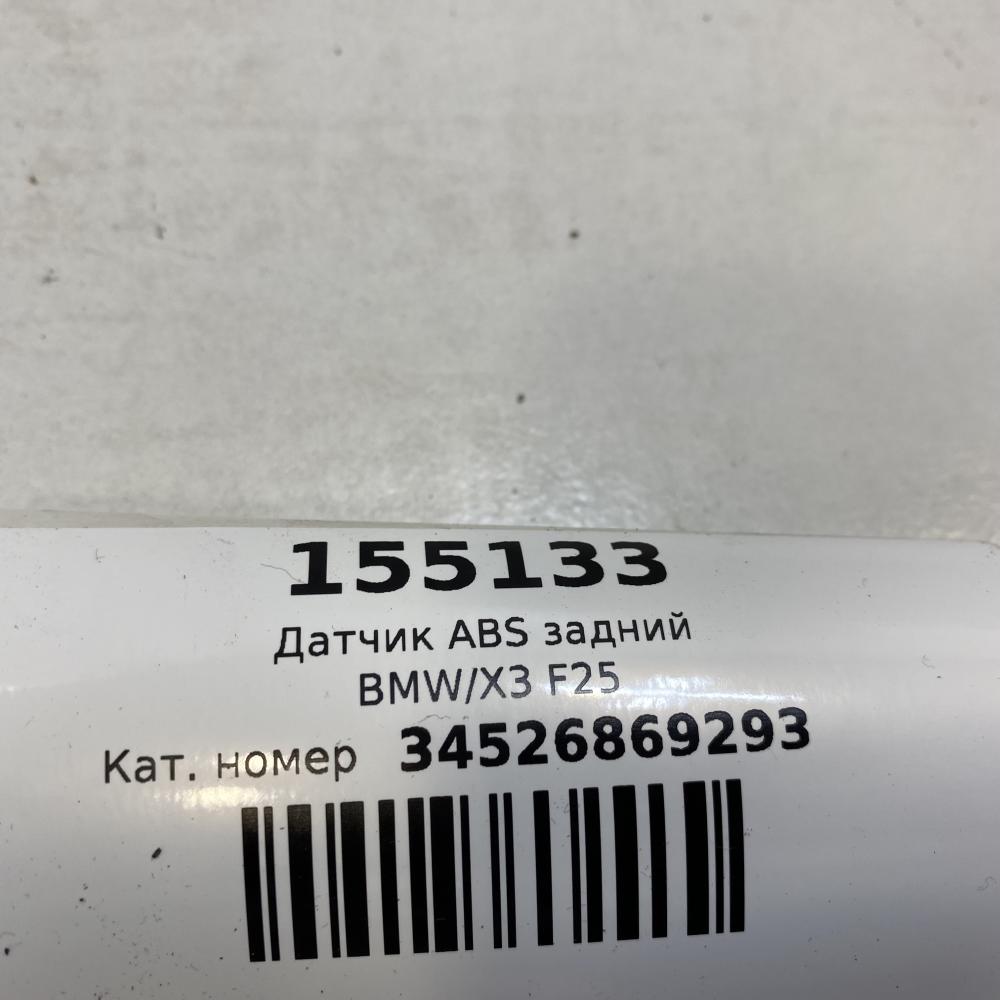 155133
Датчик ABS задний
BMW/X3 F25
Кат. номер 34526869293